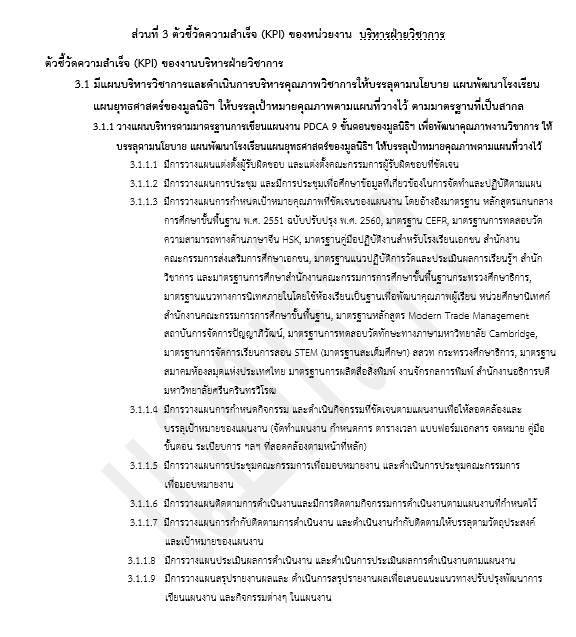 ส่วนที่ 3 ตัวชี้วัดความสำเร็จ (KPI) ของหน่วยงาน บริหารฝ่ายวิชาการ
ตัวชี้วัดความสำเร็จ (KPI) ของงานบริหารฝ่ายวิชาการ
3.1 มีแผนบริหารวิชาการและดำเนินการบริหารคุณภาพวิชาการให้บรรลุตามนโยบาย แผนพัฒนาโรงเรียน
แผนยุทธศาสตร์ของมูลนิธิฯ ให้บรรลุเป้าหมายคุณภาพตามแผนที่วางไว้ ตามมาตรฐานที่เป็นสากล
3.1.1 วางแผนบริหารตามมาตรฐานการเขียนแผนงาน PDCA 9 ขั้นตอนของมูลนิธิฯ เพื่อพัฒนาคุณภาพงานวิชาการ ให้
บรรลุตามนโยบาย แผนพัฒนาโรงเรียนแผนยุทธศาสตร์ของมูลนิธิฯ ให้บรรลุเป้าหมายคุณภาพตามแผนที่วางไว้
3.1.1.1 มีการวางแผนแต่งตั้งผู้รับผิดชอบ และแต่งตั้งคณะกรรมการผู้รับผิดชอบที่ชัดเจน
3.1.1.2 มีการวางแผนการประชุม และมีการประชุมเพื่อศึกษาข้อมูลที่เกี่ยวข้องในการจัดทำและปฏิบัติตามแผน
3.1.1.3 มีการวางแผนการกำหนดเป้าหมายคุณภาพที่ชัดเจนของแผนงาน โดยอ้างอิงมาตรฐาน หลักสูตรแกนกลาง
การศึกษาขั้นพื้นฐาน พ.ศ. 2551 ฉบับปรับปรุง พ.ศ. 2560, มาตรฐาน CEFR, มาตรฐานการทดสอบวัด
ความสามารถทางด้านภาษาจีน HSK, มาตรฐานคู่มือปฏิบัติงานสำหรับโรงเรียนเอกชน สำนักงาน
คณะกรรมการส่งเสริมการศึกษาเอกชน, มาตรฐานแนวปฏิบัติการวัดและประเมินผลการเรียนรู้ฯ สำนัก
วิชาการ และมาตรฐานการศึกษาสำนักงานคณะกรรมการการศึกษาขั้นพื้นฐานกระทรวงศึกษาธิการ,
มาตรฐานแนวทางการนิเทศภายในโดยใช้ห้องเรียนเป็นฐานเพื่อพัฒนาคุณภาพผู้เรียน หน่วยศึกษานิเทศก์
สำนักงานคณะกรรมการการศึกษาขั้นพื้นฐาน, มาตรฐานหลักสูตร Modern Trade Management
สถาบันการจัดการปัญญาภิวัฒน์, มาตรฐานการทดสอบวัดทักษะทางภาษามหาวิทยาลัย Cambridge,
มาตรฐานการจัดการเรียนการสอน STEM (มาตรฐานสะเต็มศึกษา) สสวท กระทรวงศึกษาธิการ, มาตรฐาน
สมาคมห้องสมุดแห่งประเทศไทย มาตรฐานการผลิตสื่อสิ่งพิมพ์ งานจักรกลการพิมพ์ สำนักงานอธิการบดี
มหาวิทยาลัยศรีนครินทรวิโรฒ
3.1.1.4 มีการวางแผนการกำหนดกิจกรรม และดำเนินกิจกรรมที่ชัดเจนตามแผนงานเพื่อให้สอดคล้องและ
บรรลุเป้าหมายของแผนงาน (จัดทำแผนงาน กำหนดการ ตารางเวลา แบบฟอร์มเอกสาร จดหมาย คู่มือ
ขั้นตอน ระเบียบการ ฯลฯ ที่สอดคล้องตามหน้าที่หลัก)
3.1.1.5 มีการวางแผนการประชุมคณะกรรมการเพื่อมอบหมายงาน และดำเนินการประชุมคณะกรรมการ
เพื่อมอบหมายงาน
3.1.1.6 มีการวางแผนติดตามการดำเนินงานและมีการติดตามกิจกรรมการดำเนินงานตามแผนงานที่กำหนดไว้
3.1.1.7 มีการวางแผนการกำกับติดตามการดำเนินงาน และดำเนินงานกำกับติดตามให้บรรลุตามวัตถุประสงค์
และเป้าหมายของแผนงาน
3.1.1.8 มีการวางแผนประเมินผลการดำเนินงาน และดำเนินการประเมินผลการดำเนินงานตามแผนงาน
3.1.1.9 มีการวางแผนสรุปรายงานผลและ ดำเนินการสรุปรายงานผลเพื่อเสนอแนะแนวทางปรับปรุงพัฒนาการ
เขียนแผนงาน และกิจกรรมต่างๆ ในแผนงาน